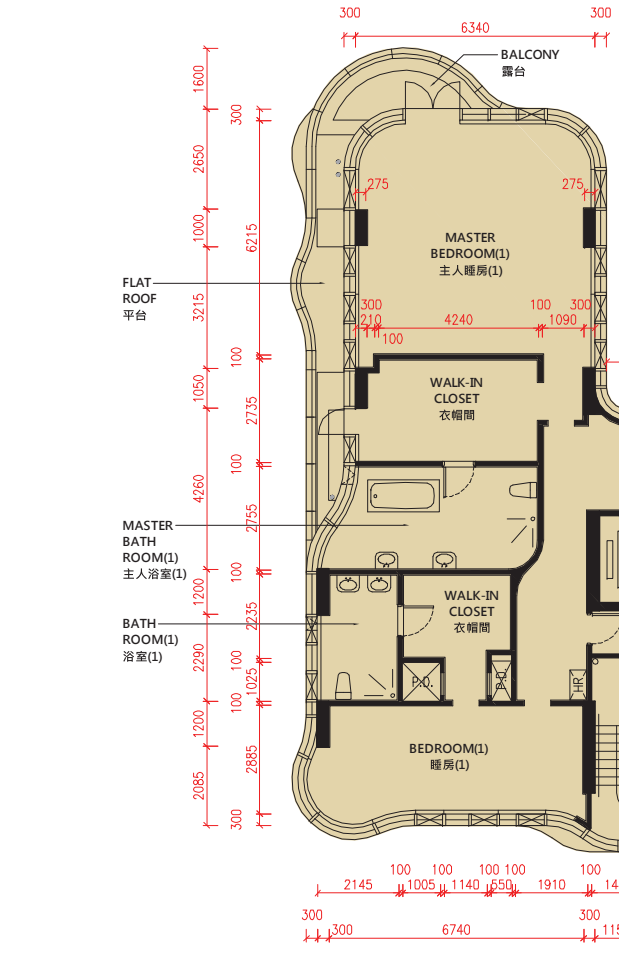 300
300
6340
BALCONY
露台
1600
300
2650
275
275
1000
6215
MASTER
BEDROOM(1)
主人睡房(1)
FLAT
ROOF
平台
3215
300
100
300
210
4240
1090
100
100
1050
2735
WALK-IN
CLOSET
衣帽間
100
4260
2755
MASTER
BATH
ROOM(1)
主人浴室(1)
100
1200
2235
WALK-IN
CLOSET
衣帽間
BATH
ROOM(1)
浴室(1)
2290
100
1025
P.D.
P.D.
HR
100
1200
2885
BEDROOM(1)
睡房(1)
2085
300
100
100
100
100
100
2145
1005
1140
550
1910
14
300
300
300
6740
115